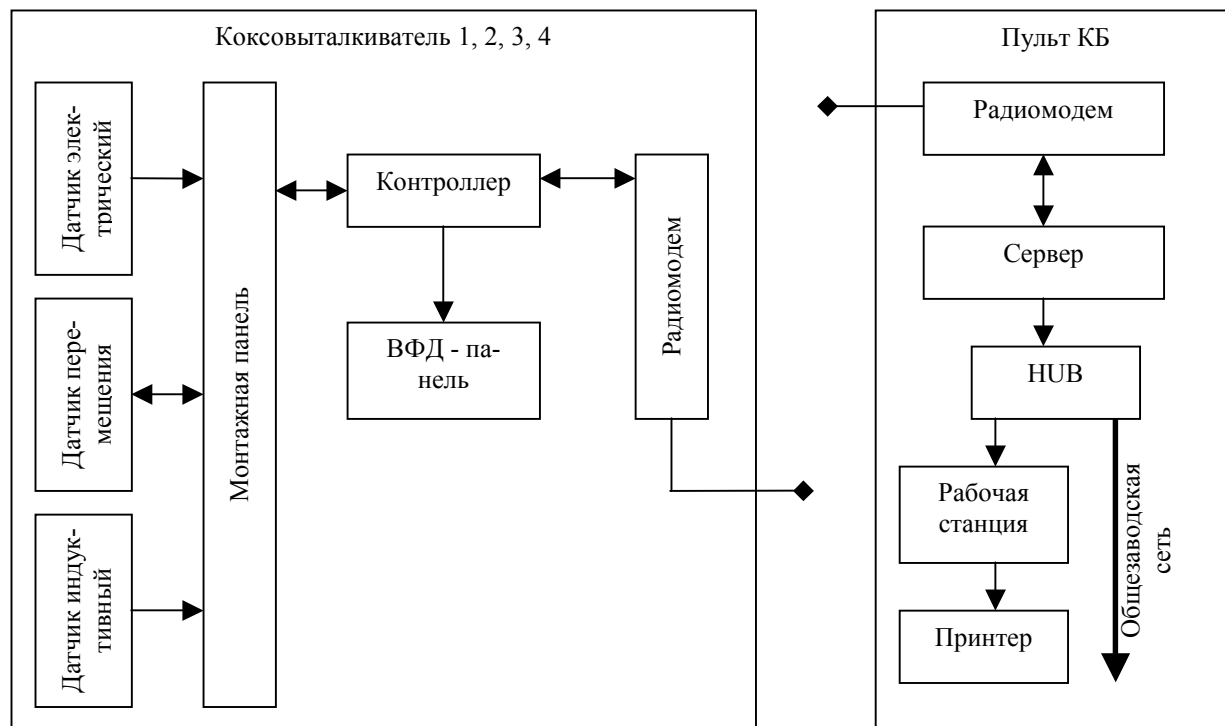 Коксовыталкиватель 1, 2, 3, 4
Датчик элек-
трический
Датчик пере-
мещения
Датчик индук-
тивный
Монтажная панель
Контроллер
ВФД - па-
нель
Радиомодем
Пульт КБ
Радиомодем
Сервер
HUB
Рабочая
станция
Принтер
Общезаводская
сеть